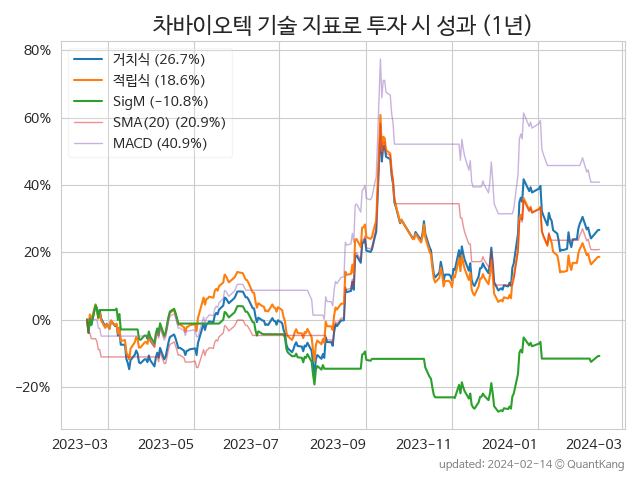 차바이오텍 기술 지표로 투자 시 성과 (1년)
거치식 (26.7%)
적립식 (18.6%)
SigM (−10.8%)
SMA(20) (20.9%)
MACD (40.9%)
80%
60%
40%
20%
0%
−20%
2023-03 2023-05 2023-07 2023-09 2023-11 2024-01 2024-03
updated: 2024-02-14 © QuantKang